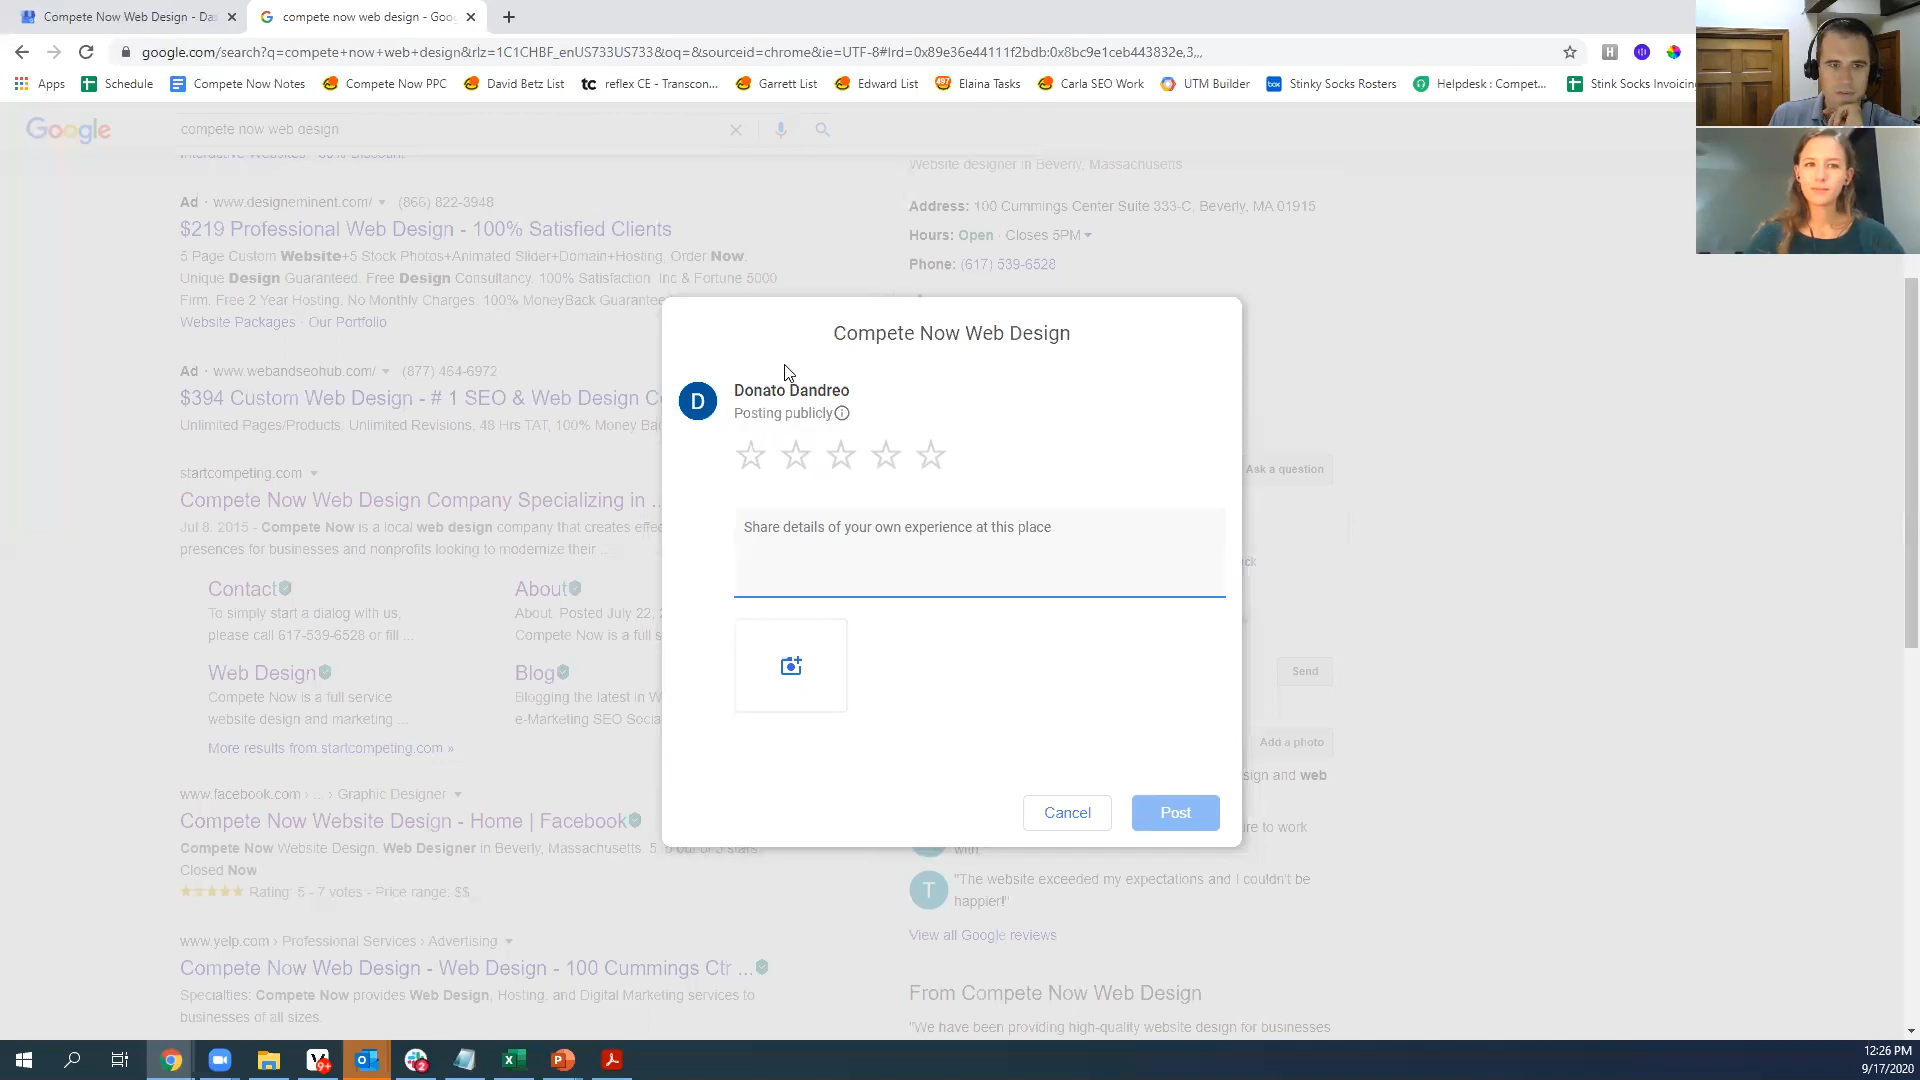 Compete Now Web Design - Da
compete now web design - Goo
google.com/search?q=compete+now+web+design&rlz=1C1CHBF_enUS733US733&oq=&sourceid=chrome&ie=UTF-8#lrd=0x89e36e44111f2bdb:0x8bc9e1ceb443832e,3,,,
Apps Schedule Compete Now Notes Compete Now PPC David Betz List tc reflex CE - Transcon... Garrett List Edward List Elaina Tasks Carla SEO Work UTM Builder Stinky Socks Rosters Helpdesk : Compet... Stink Socks Invoicing
Google
compete now web design
Interactive Websites - 50% Discount
Website designer in Beverly, Massachusetts
Ad · www.designeminent.com/ (866) 822-3948
$219 Professional Web Design - 100% Satisfied Clients
5 Page Custom Website+5 Stock Photos+Animated Slider+Domain+Hosting. Order Now.
Unique Design Guaranteed. Free Design Consultancy. 100% Satisfaction. Inc & Fortune 5000
Firm. Free 2 Year Hosting, No Monthly Charges. 100% MoneyBack Guarantee
Website Packages · Our Portfolio
Address: 100 Cummings Center Suite 333-C, Beverly, MA 01915
Hours: Open · Closes 5PM
Phone: (617) 539-6528
Ad · www.webandseohub.com/ (877) 464-6972
$394 Custom Web Design - # 1 SEO & Web Design C
Unlimited Pages/Products. Unlimited Revisions, 48 Hrs TAT, 100% Money Ba
startcompeting.com
Compete Now Web Design Company Specializing in ...
Jul 8, 2015 - Compete Now is a local web design company that creates effe
presences for businesses and nonprofits looking to modernize their ...
Contact
To simply start a dialog with us,
please call 617-539-6528 or fill ...
About
About. Posted July 22, 2
Compete Now is a full s
Web Design
Compete Now is a full service
website design and marketing ...
Blog
Blogging the latest in W
e-Marketing SEO Socia
More results from startcompeting.com »
www.facebook.com › ... › Graphic Designer
Compete Now Website Design - Home | Facebook
Compete Now Website Design. Web Designer in Beverly, Massachusetts. 5
Closed Now
Rating: 5 - 7 votes - Price range: $$
www.yelp.com › Professional Services › Advertising
Compete Now Web Design - Web Design - 100 Cummings Ctr ...
Specialties: Compete Now provides Web Design, Hosting, and Digital Marketing services to
businesses of all sizes.
Compete Now Web Design
D
Donato Dandreo
Posting publicly
Share details of your own experience at this place
Cancel
Post
Ask a question
Send
Add a photo
sign and web
ure to work
with.
T
"The website exceeded my expectations and I couldn't be
happier!"
View all Google reviews
From Compete Now Web Design
"We have been providing high-quality website design for businesses
12:26 PM
9/17/2020